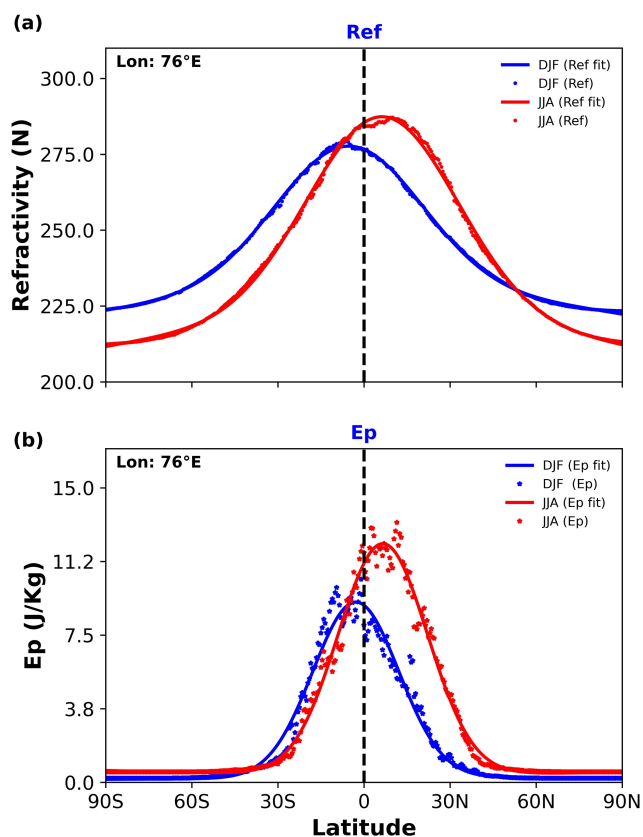 (a)
Ref
Lon: 76°E
DJF (Ref fit)
DJF (Ref)
JJA (Ref fit)
JJA (Ref)
300.0
275.0
250.0
225.0
200.0
Refractivity (N)
(b)
Ep
Lon: 76°E
DJF (Ep fit)
DJF (Ep)
JJA (Ep fit)
JJA (Ep)
15.0
11.2
7.5
3.8
0.0
Ep (J/Kg)
90S 60S 30S 0 30N 60N 90N
Latitude